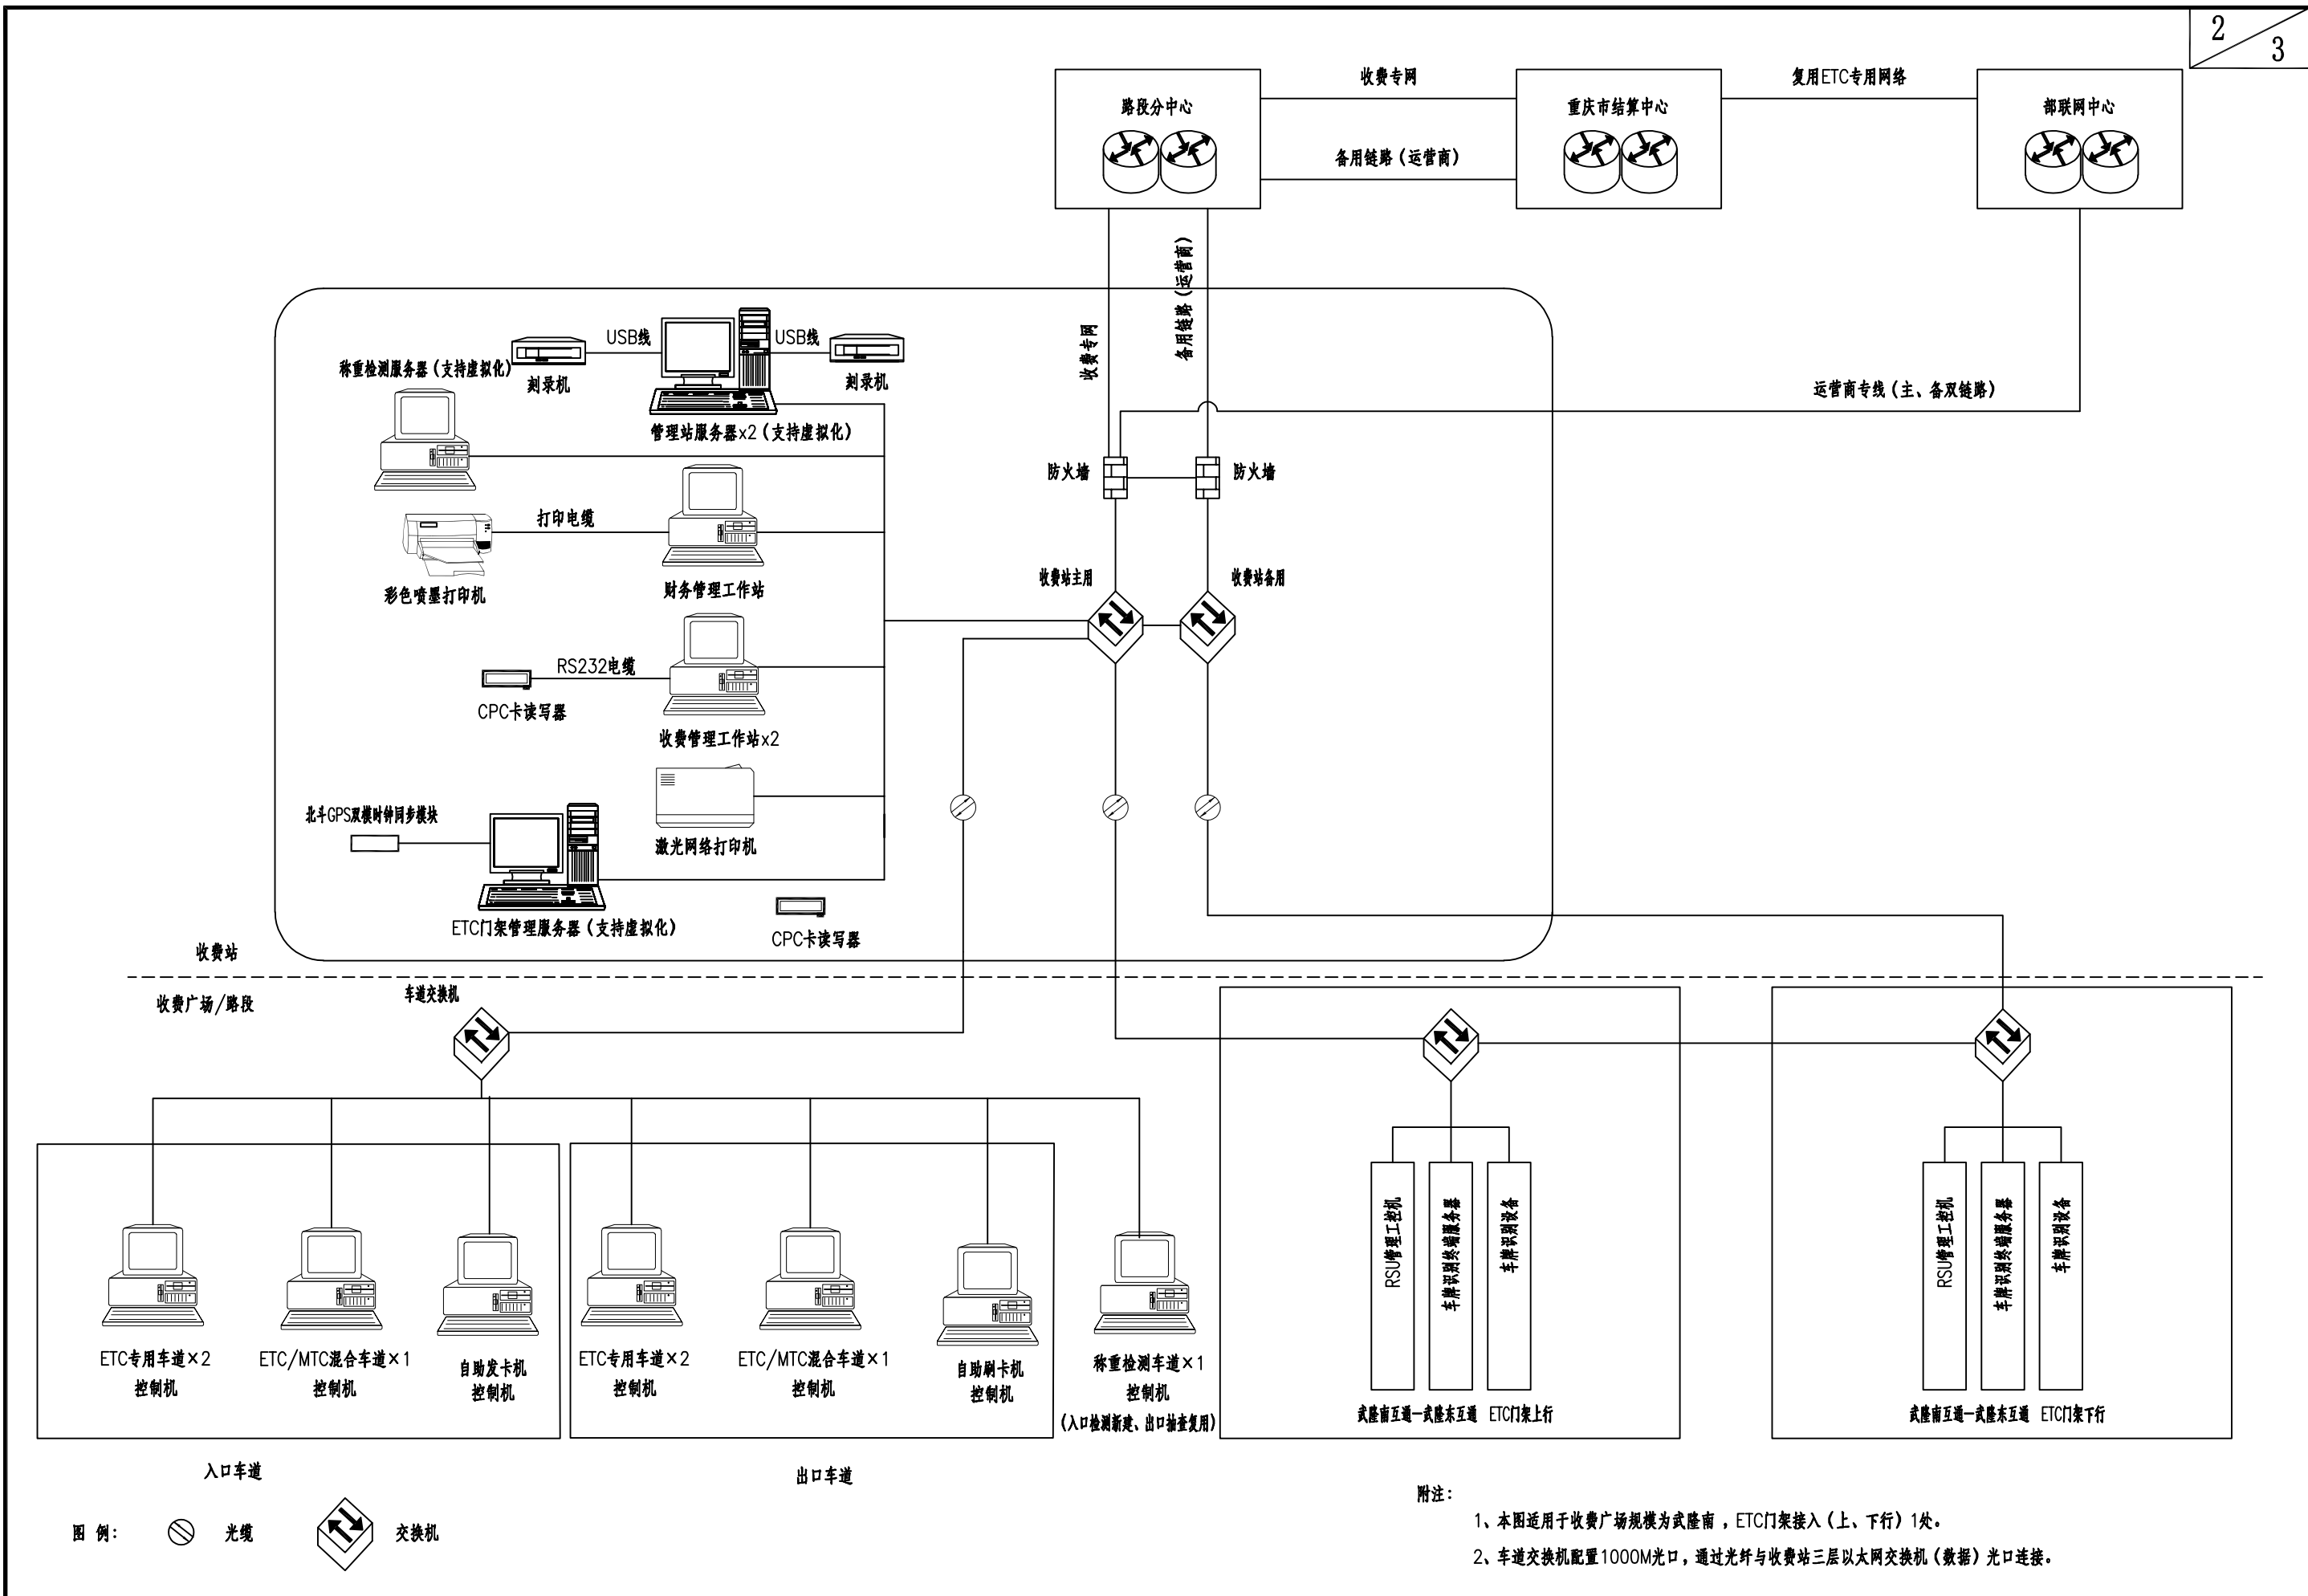 2
3
收费专网
复用ETC专用网络
路段分中心
重庆市结算中心
部联网中心
备用链路（运营商）
备用链路（运营商）
收费专网
USB线
USB线
刻录机
刻录机
称重检测服务器（支持虚拟化）
管理站服务器x2（支持虚拟化）
运营商专线（主、备双链路）
防火墙
防火墙
打印电缆
彩色喷墨打印机
财务管理工作站
收费站主用
收费站备用
RS232电缆
CPC卡读写器
收费管理工作站x2
北斗GPS双模时钟同步模块
激光网络打印机
ETC门架管理服务器（支持虚拟化）
CPC卡读写器
收费站
收费广场/路段
车道交换机
ETC专用车道×2
控制机
ETC/MTC混合车道×1
控制机
自助发卡机
控制机
ETC专用车道×2
控制机
ETC/MTC混合车道×1
控制机
自助刷卡机
控制机
称重检测车道×1
控制机
（入口检测新建、出口抽查复用）
RSU管理工控机
车牌识别终端服务器
车牌识别设备
武隆南互通—武隆东互通 ETC门架上行
RSU管理工控机
车牌识别终端服务器
车牌识别设备
武隆南互通—武隆东互通 ETC门架下行
入口车道
出口车道
图 例：
光缆
交换机
附注：
1、本图适用于收费广场规模为武隆南，ETC门架接入（上、下行）1处。
2、车道交换机配置1000M光口，通过光纤与收费站三层以太网交换机（数据）光口连接。